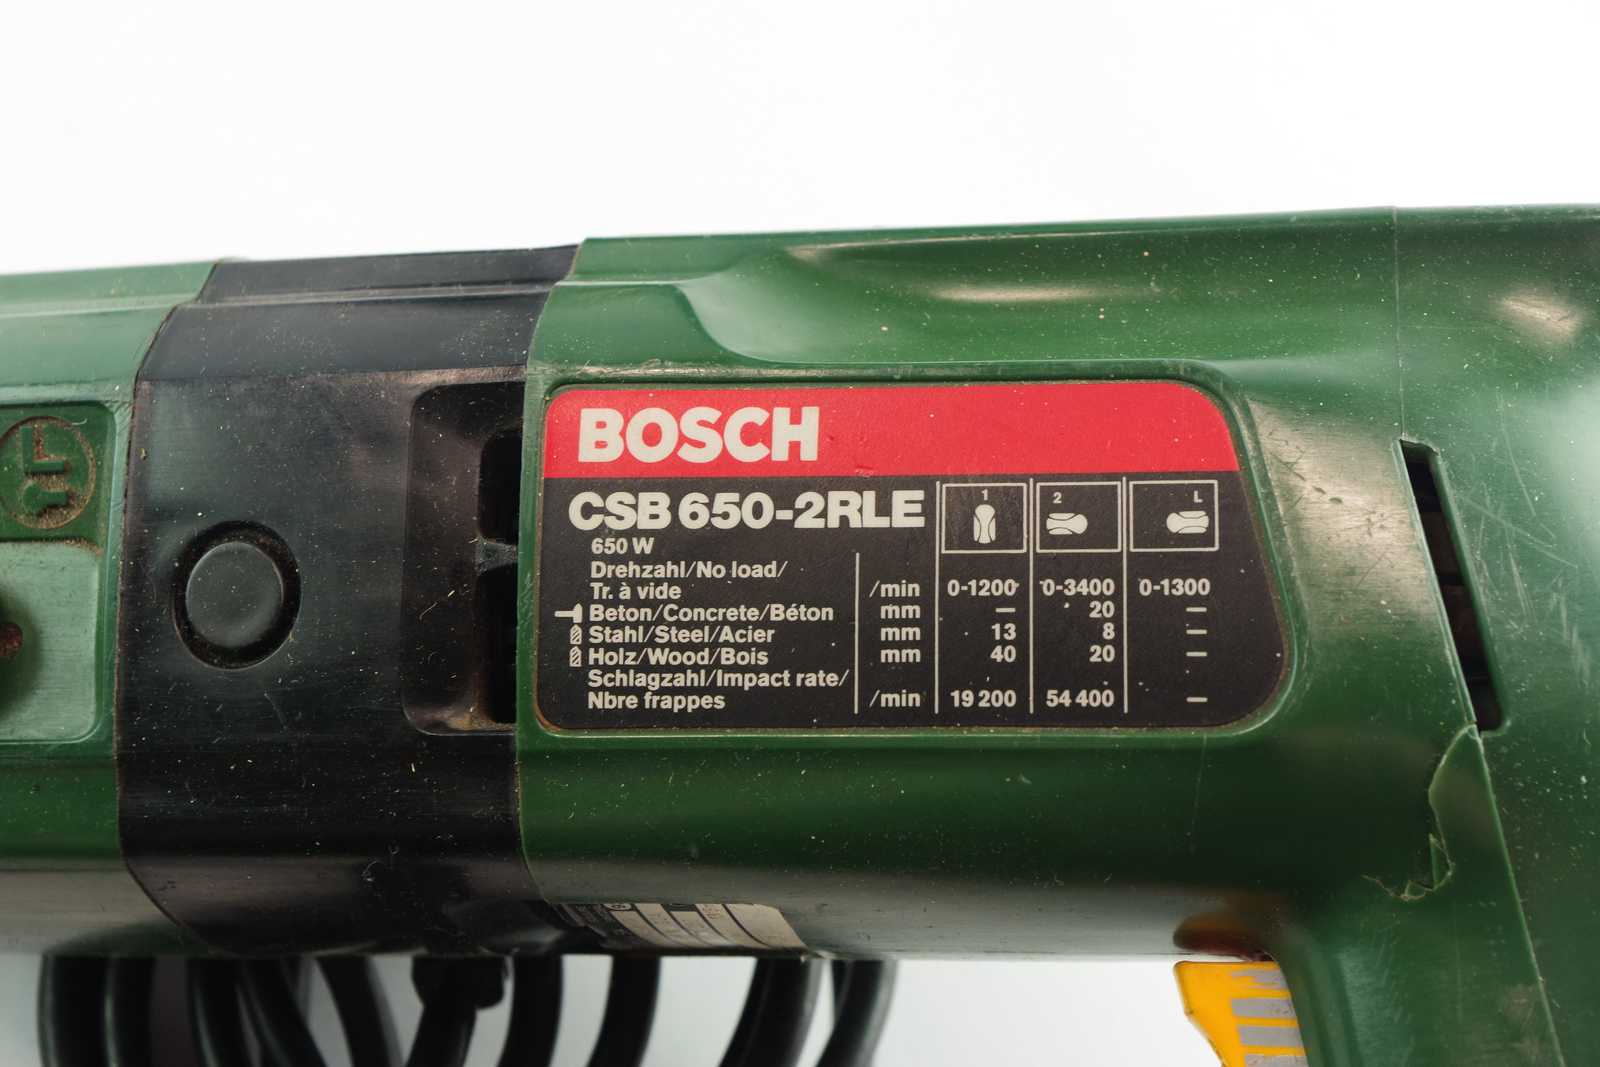 BOSCH
CSB 650-2RLE
1 2 L
650 W
Drehzahl/No load/
Tr. à vide /min 0-1200 0-3400 0-1300
Beton/Concrete/Béton mm — 20 —
Stahl/Steel/Acier mm 13 8 —
Holz/Wood/Bois mm 40 20 —
Schlagzahl/Impact rate/
Nbre frappes /min 19 200 54 400 —
L